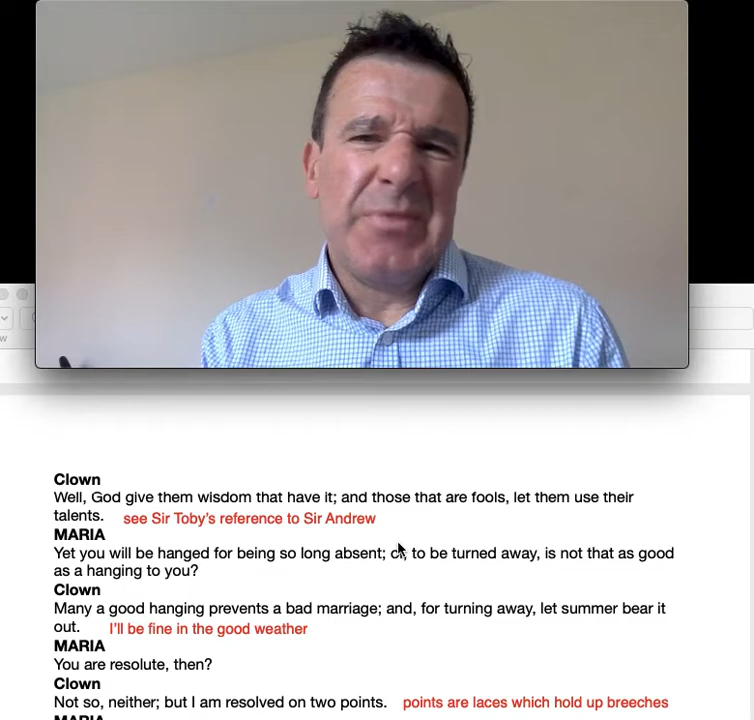 Clown
Well, God give them wisdom that have it; and those that are fools, let them use their
talents. see Sir Toby's reference to Sir Andrew
MARIA
Yet you will be hanged for being so long absent; or, to be turned away, is not that as good
as a hanging to you?
Clown
Many a good hanging prevents a bad marriage; and, for turning away, let summer bear it
out. I'll be fine in the good weather
MARIA
You are resolute, then?
Clown
Not so, neither; but I am resolved on two points. points are laces which hold up breeches
MARIA